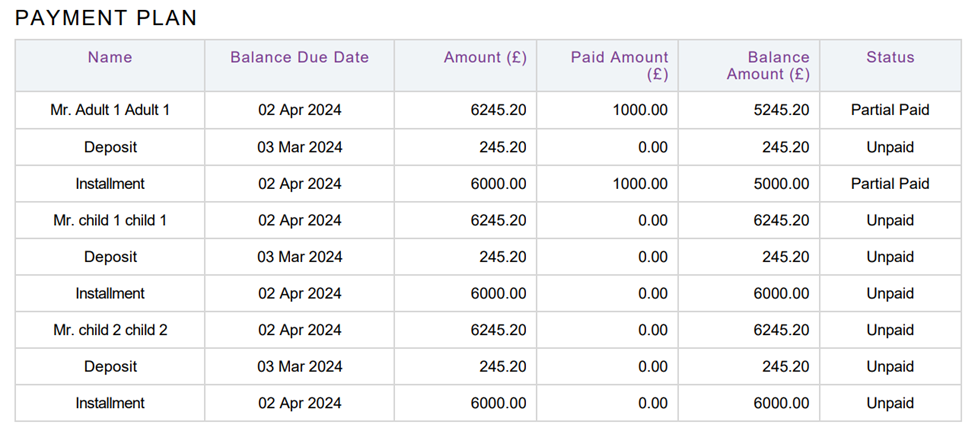 PAYMENT PLAN
Name Balance Due Date Amount (£) Paid Amount (£) Balance Amount (£) Status
Mr. Adult 1 Adult 1 02 Apr 2024 6245.20 1000.00 5245.20 Partial Paid
Deposit 03 Mar 2024 245.20 0.00 245.20 Unpaid
Installment 02 Apr 2024 6000.00 1000.00 5000.00 Partial Paid
Mr. child 1 child 1 02 Apr 2024 6245.20 0.00 6245.20 Unpaid
Deposit 03 Mar 2024 245.20 0.00 245.20 Unpaid
Installment 02 Apr 2024 6000.00 0.00 6000.00 Unpaid
Mr. child 2 child 2 02 Apr 2024 6245.20 0.00 6245.20 Unpaid
Deposit 03 Mar 2024 245.20 0.00 245.20 Unpaid
Installment 02 Apr 2024 6000.00 0.00 6000.00 Unpaid